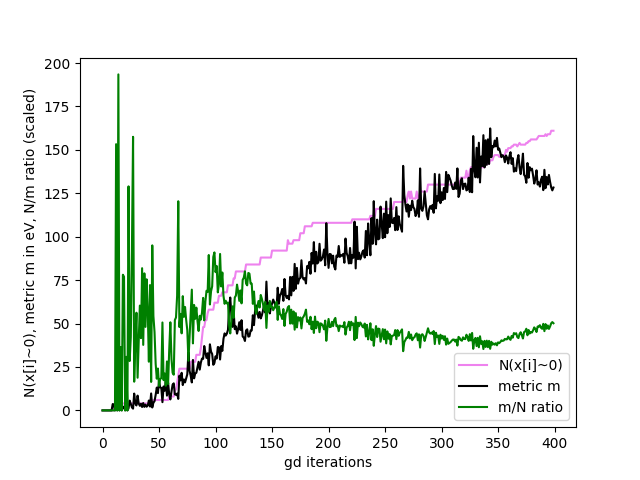 200
175
150
125
100
75
50
25
0
N(x[i]~0), metric m in eV, N/m ratio (scaled)
N(x[i]~0)
metric m
m/N ratio
0 50 100 150 200 250 300 350 400
gd iterations